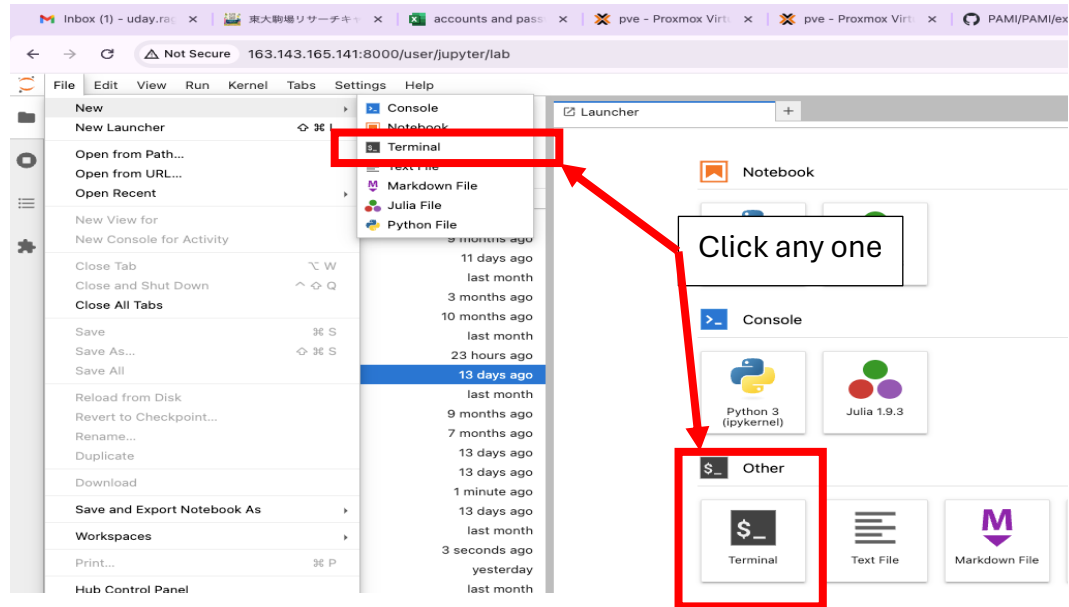 Inbox (1) - uday.rag
東大駒場リサーチキャ
accounts and pass
pve - Proxmox Virtu
pve - Proxmox Virtu
PAMI/PAMI/ex
Not Secure 163.143.165.141:8000/user/jupyter/lab
File Edit View Run Kernel Tabs Settings Help
New
New Launcher ⇧ ⌘ L
Open from Path...
Open from URL...
Open Recent
New View for
New Console for Activity
Close Tab ⌥ W
Close and Shut Down ^ ⇧ Q
Close All Tabs
Save ⌘ S
Save As... ⇧ ⌘ S
Save All
Reload from Disk
Revert to Checkpoint...
Rename...
Duplicate
Download
Save and Export Notebook As
Workspaces
Print... ⌘ P
Hub Control Panel
Console
Notebook
Terminal
Text File
Markdown File
Julia File
Python File
9 months ago
11 days ago
last month
3 months ago
10 months ago
last month
23 hours ago
13 days ago
last month
9 months ago
7 months ago
13 days ago
13 days ago
1 minute ago
13 days ago
last month
3 seconds ago
yesterday
last month
Launcher
Notebook
Click any one
Console
Python 3
(ipykernel)
Julia 1.9.3
$_ Other
$_
Terminal
Text File
Markdown File